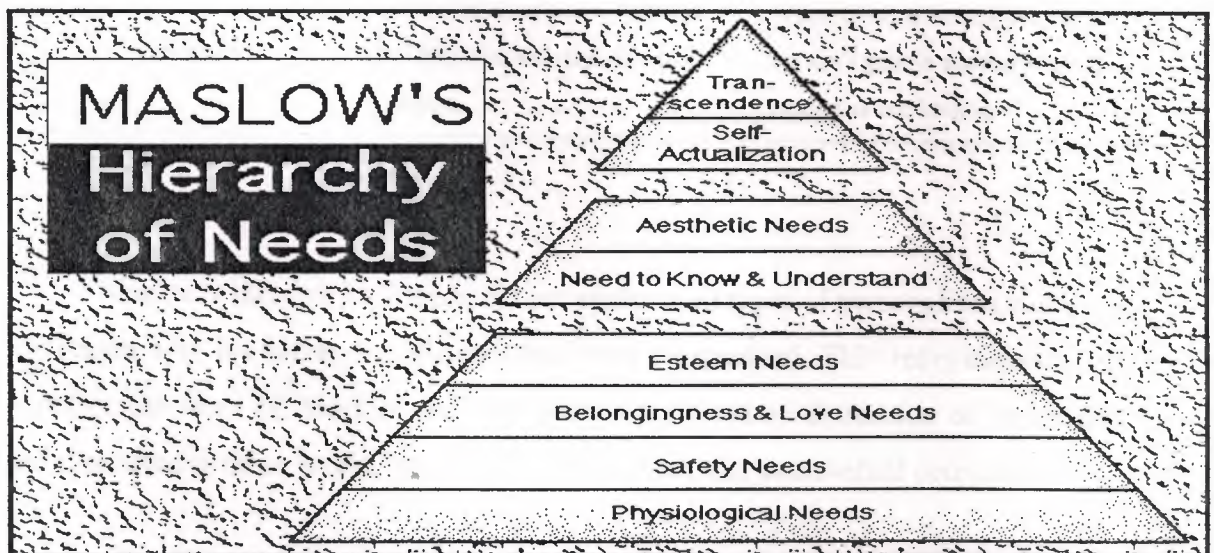 MASLOW'S
Hierarchy
of Needs
Tran-
scendence
Self-
Actualization
Aesthetic Needs
Need to Know & Understand
Esteem Needs
Belongingness & Love Needs
Safety Needs
Physiological Needs